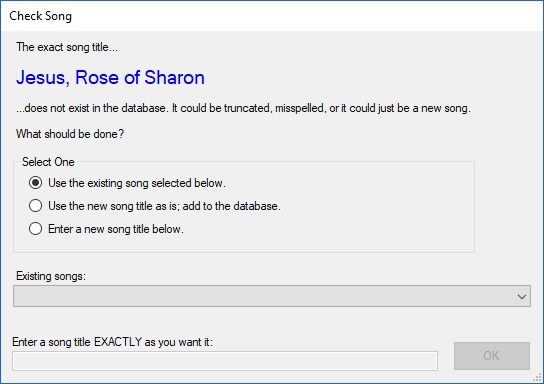 Check Song
The exact song title...
Jesus, Rose of Sharon
...does not exist in the database. It could be truncated, misspelled, or it could just be a new song.
What should be done?
Select One
Use the existing song selected below.
Use the new song title as is; add to the database.
Enter a new song title below.
Existing songs:
Enter a song title EXACTLY as you want it:
OK